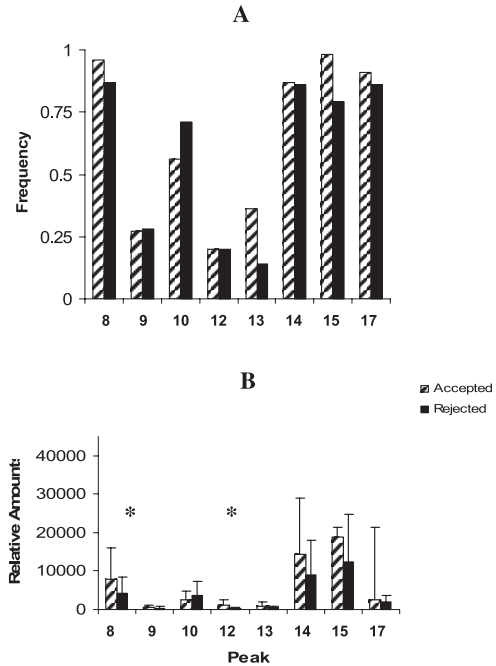 A
1
0.75
0.5
0.25
0
Frequency
8 9 10 12 13 14 15 17
B
Accepted
Rejected
40000
30000
20000
10000
0
Relative Amounts
* *
8 9 10 12 13 14 15 17
Peak